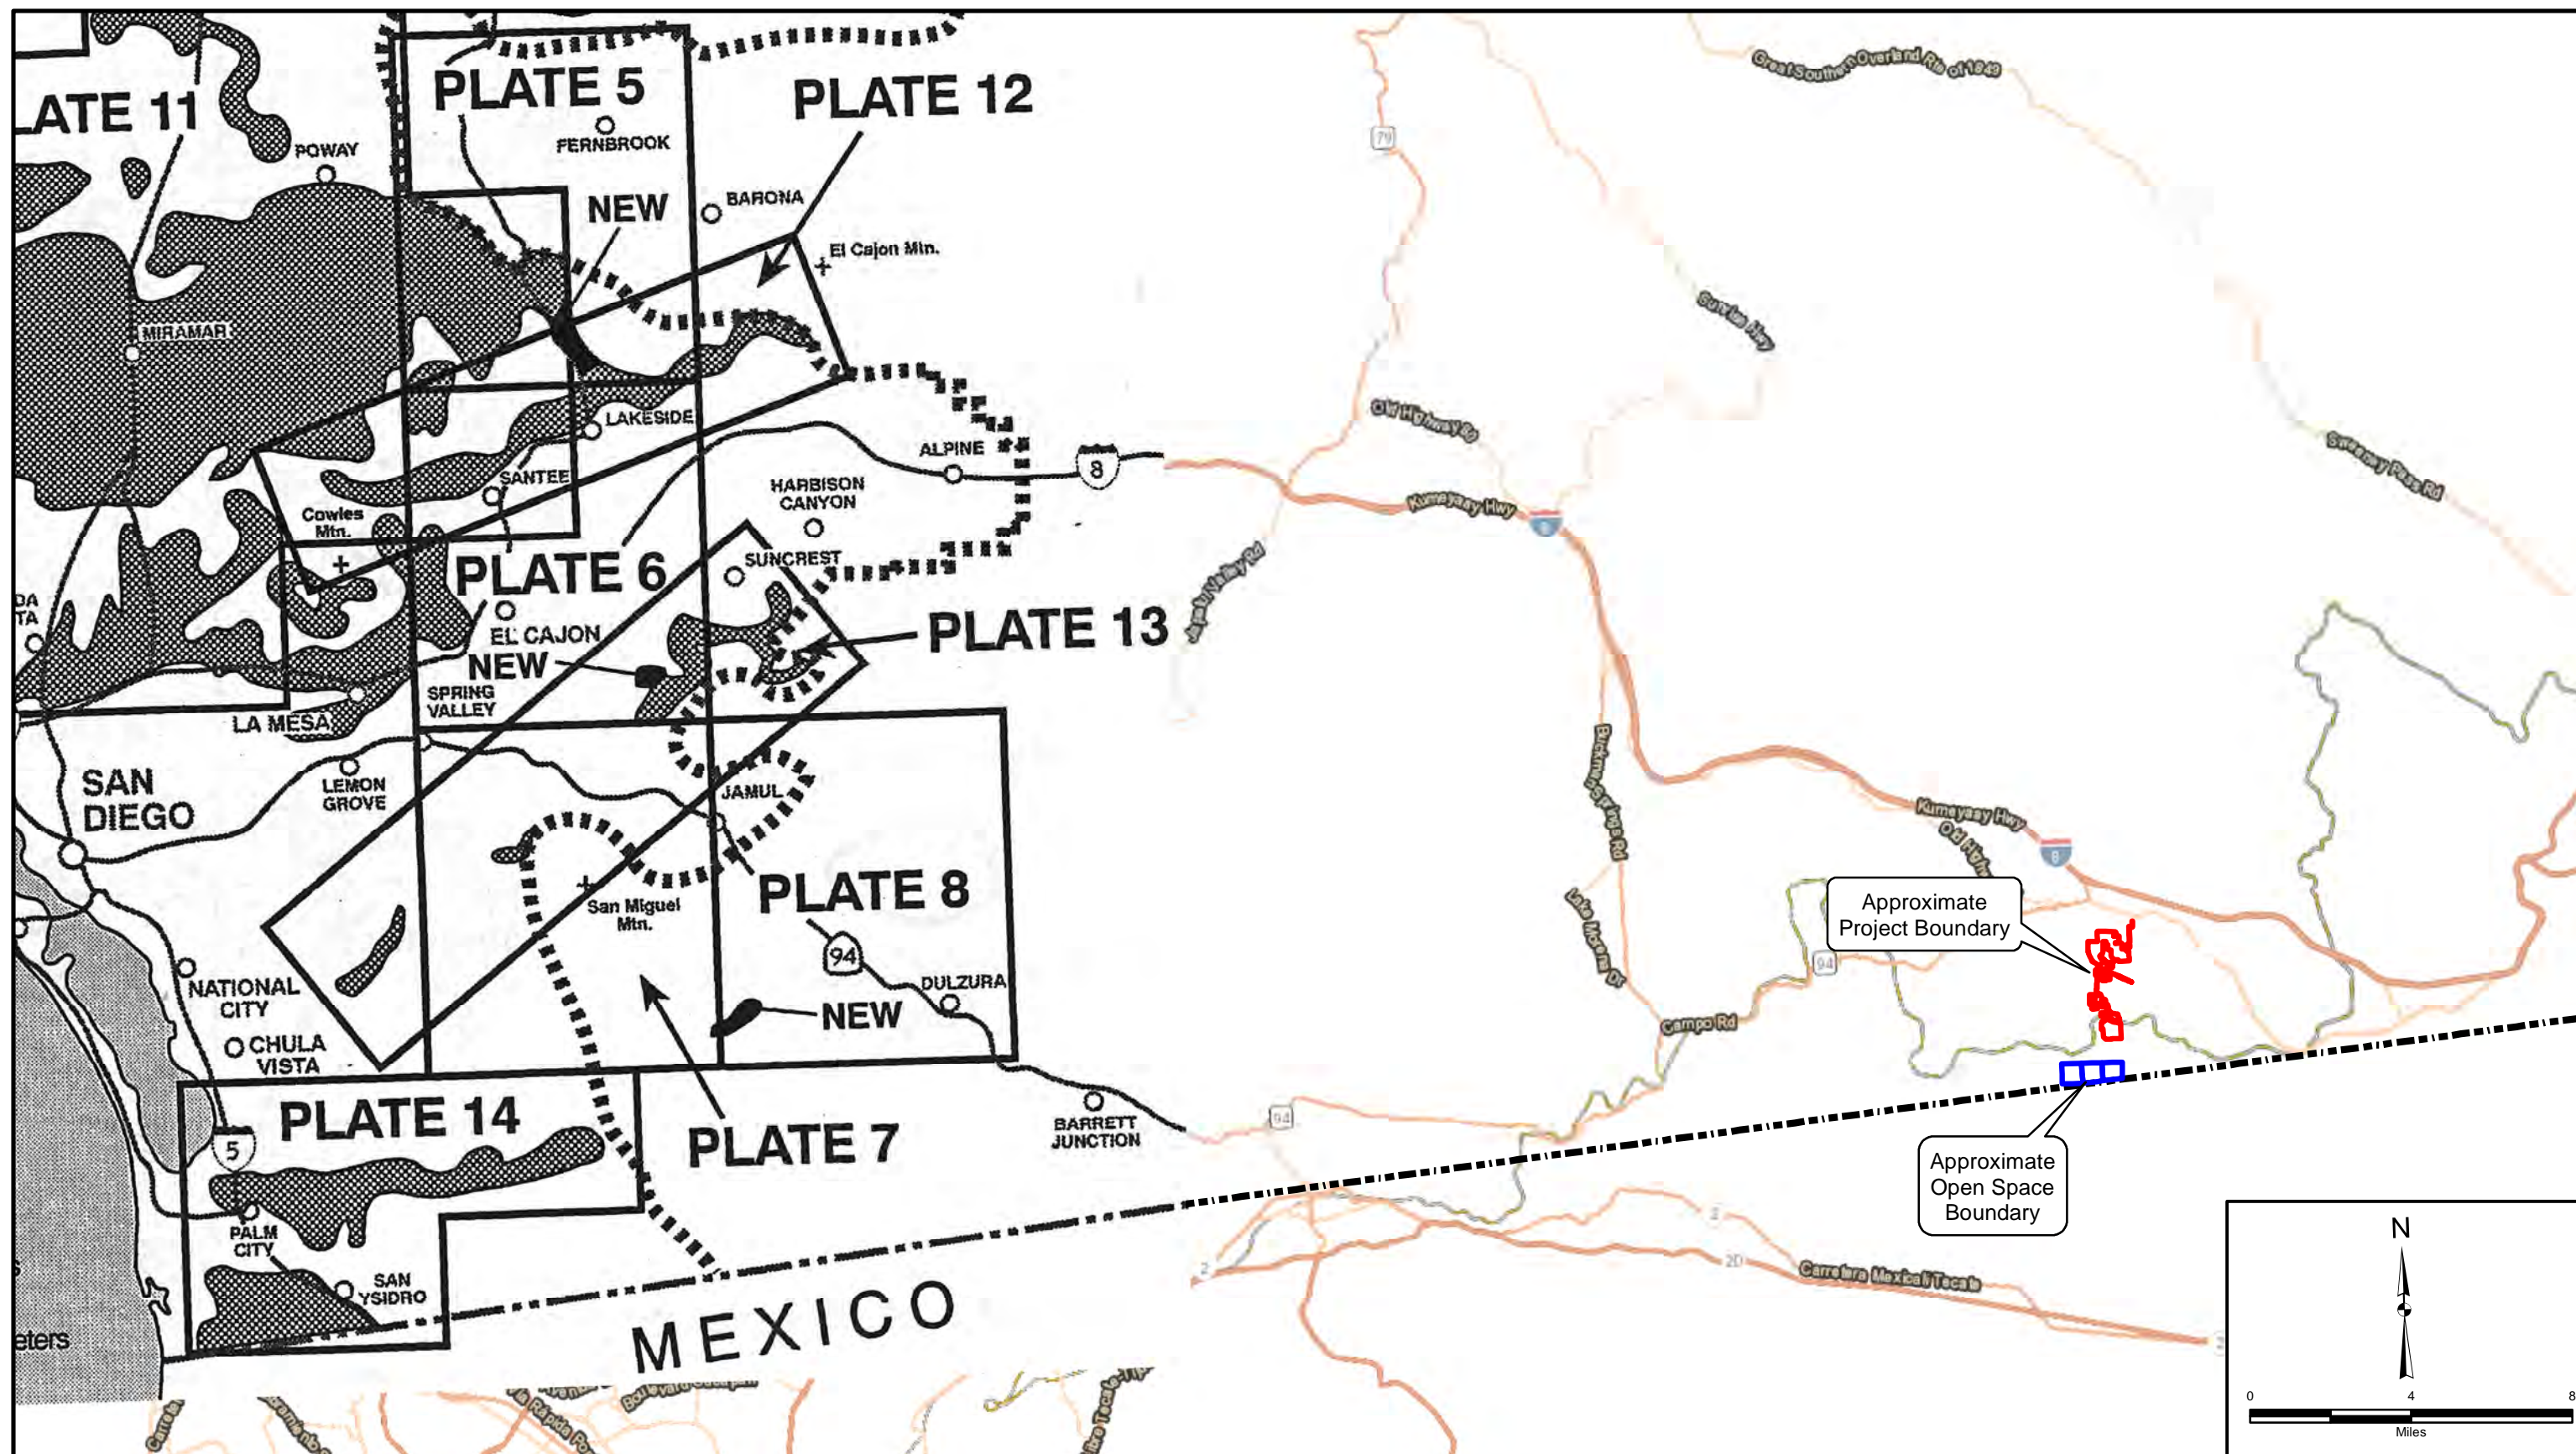 LATE 11
PLATE 5
FERNBROOK
PLATE 12
POWAY
NEW
BARONA
El Cajon Mtn.
MIRAMAR
LAKESIDE
ALPINE
8
SANTEE
HARBISON
CANYON
Cowles
Mtn.
PLATE 6
SUNCREST
EL CAJON
NEW
PLATE 13
SPRING
VALLEY
LA MESA
SAN
DIEGO
LEMON
GROVE
JAMUL
San Miguel
Mtn.
PLATE 8
94
DULZURA
NEW
NATIONAL
CITY
CHULA
VISTA
PLATE 14
5
PLATE 7
BARRETT
JUNCTION
PALM
CITY
SAN
YSIDRO
eters
MEXICO
Great Southern Overland Rte of 1849
79
Sunrise Hwy
Old Highway 80
Kumeyaay Hwy
8
Sweeney Pass Rd
Japatul Valley Rd
Buckman Springs Rd
Lake Morena Dr
Kumeyaay Hwy
8
94
Campo Rd
Approximate
Project Boundary
94
Approximate
Open Space
Boundary
2
2
2D
Carretera Mexicali Tecate
N
0 4 8
Miles